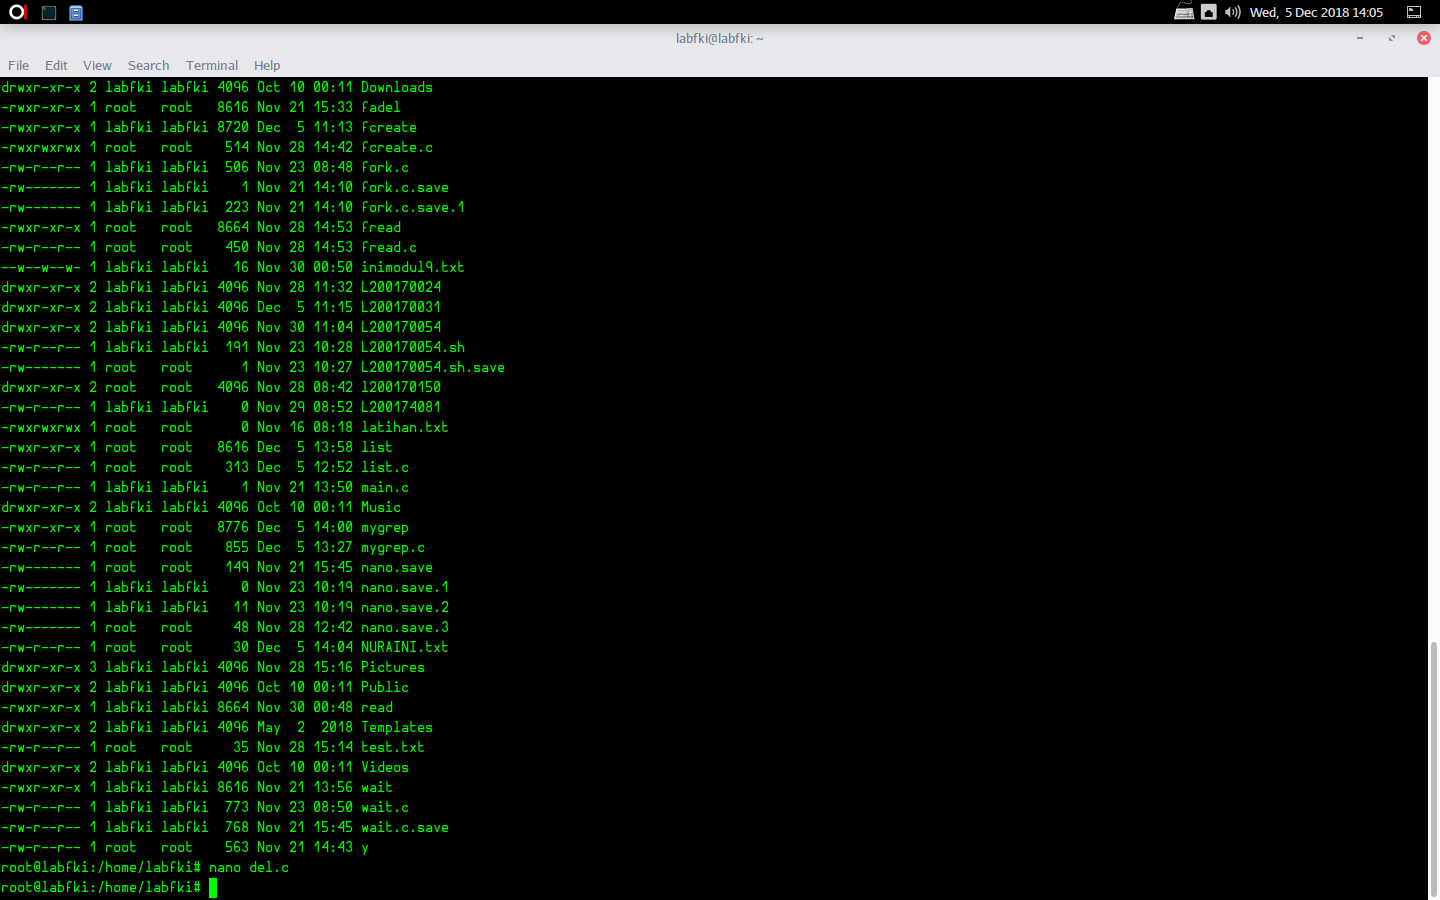 Wed, 5 Dec 2018 14:05
labfki@labfki: ~
File Edit View Search Terminal Help
drwxr-xr-x 2 labfki labfki 4096 Oct 10 00:11 Downloads
-rwxr-xr-x 1 root   root   8616 Nov 21 15:33 fadel
-rwxr-xr-x 1 labfki labfki 8720 Dec  5 11:13 fcreate
-rwxrwxrwx 1 root   root    514 Nov 28 14:42 fcreate.c
-rw-r--r-- 1 labfki labfki  506 Nov 23 08:48 fork.c
-rw------- 1 labfki labfki    1 Nov 21 14:10 fork.c.save
-rw------- 1 labfki labfki  223 Nov 21 14:10 fork.c.save.1
-rwxr-xr-x 1 root   root   8664 Nov 28 14:53 fread
-rw-r--r-- 1 root   root    450 Nov 28 14:53 fread.c
--w--w--w- 1 labfki labfki   16 Nov 30 00:50 inimodul9.txt
drwxr-xr-x 2 labfki labfki 4096 Nov 28 11:32 L200170024
drwxr-xr-x 2 labfki labfki 4096 Dec  5 11:15 L200170031
drwxr-xr-x 2 labfki labfki 4096 Nov 30 11:04 L200170054
-rw-r--r-- 1 labfki labfki  191 Nov 23 10:28 L200170054.sh
-rw------- 1 root   root      1 Nov 23 10:27 L200170054.sh.save
drwxr-xr-x 2 root   root   4096 Nov 28 08:42 l200170150
-rw-r--r-- 1 labfki labfki    0 Nov 29 08:52 L200174081
-rwxrwxrwx 1 root   root      0 Nov 16 08:18 latihan.txt
-rwxr-xr-x 1 root   root   8616 Dec  5 13:58 list
-rw-r--r-- 1 root   root    313 Dec  5 12:52 list.c
-rw-r--r-- 1 labfki labfki    1 Nov 21 13:50 main.c
drwxr-xr-x 2 labfki labfki 4096 Oct 10 00:11 Music
-rwxr-xr-x 1 root   root   8776 Dec  5 14:00 mygrep
-rw-r--r-- 1 root   root    855 Dec  5 13:27 mygrep.c
-rw------- 1 root   root    149 Nov 21 15:45 nano.save
-rw------- 1 labfki labfki    0 Nov 23 10:19 nano.save.1
-rw------- 1 labfki labfki   11 Nov 23 10:19 nano.save.2
-rw------- 1 root   root     48 Nov 28 12:42 nano.save.3
-rw-r--r-- 1 root   root     30 Dec  5 14:04 NURAINI.txt
drwxr-xr-x 3 labfki labfki 4096 Nov 28 15:16 Pictures
drwxr-xr-x 2 labfki labfki 4096 Oct 10 00:11 Public
-rwxr-xr-x 1 labfki labfki 8664 Nov 30 00:48 read
drwxr-xr-x 2 labfki labfki 4096 May  2  2018 Templates
-rw-r--r-- 1 root   root     35 Nov 28 15:14 test.txt
drwxr-xr-x 2 labfki labfki 4096 Oct 10 00:11 Videos
-rwxr-xr-x 1 labfki labfki 8616 Nov 21 13:56 wait
-rw-r--r-- 1 labfki labfki  773 Nov 23 08:50 wait.c
-rw-r--r-- 1 labfki labfki  768 Nov 21 15:45 wait.c.save
-rw-r--r-- 1 root   root    563 Nov 21 14:43 y
root@labfki:/home/labfki# nano del.c
root@labfki:/home/labfki#